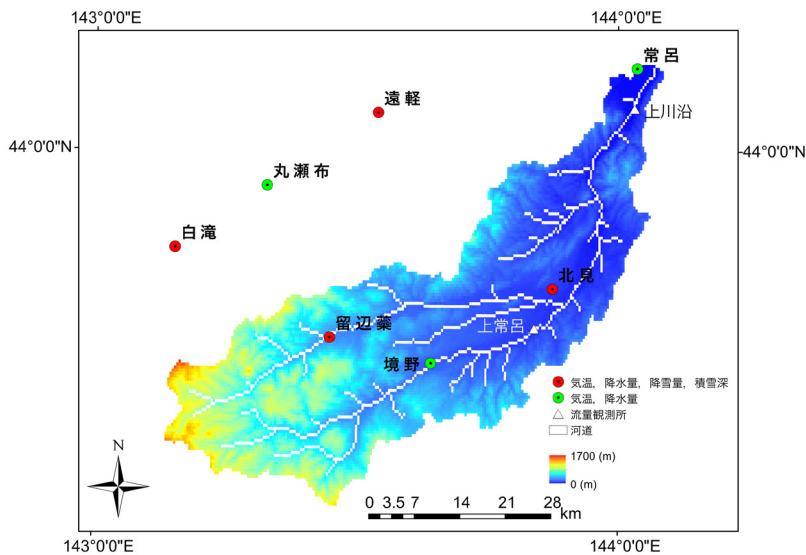 143°0'0"E
144°0'0"E
常呂
上川沿
遠軽
44°0'0"N
44°0'0"N
丸瀬布
白滝
北見
上常呂
留辺蘂
境野
気温，降水量，降雪量，積雪深
気温，降水量
流量観測所
河道
1700 (m)
0 (m)
N
0 3.5 7 14 21 28
km
143°0'0"E
144°0'0"E